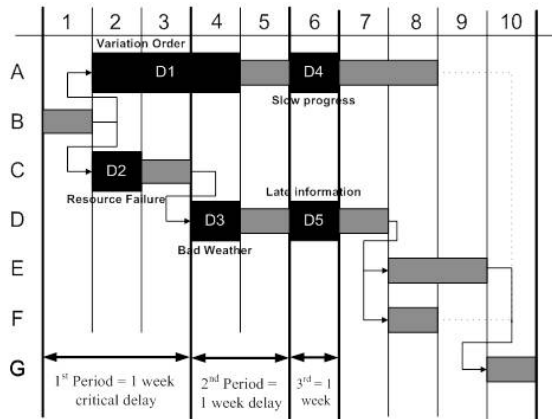 1 2 3 4 5 6 7 8 9 10
Variation Order
A D1 D4
Slow progress
B
C D2 Late information
Resource Failure
D D3 D5
Bad Weather
E
F
G
1st Period = 1 week
critical delay
2nd Period =
1 week delay
3rd = 1
week